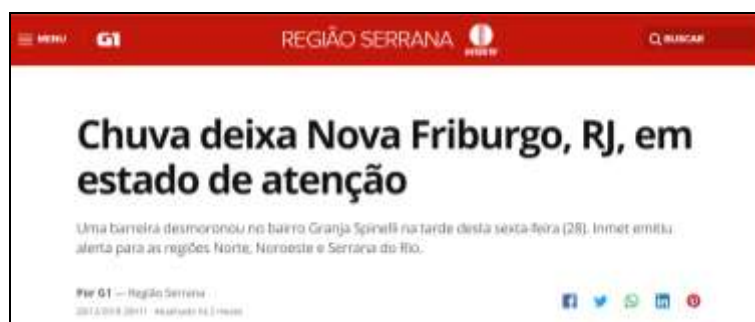 MENU G1 REGIÃO SERRANA BUSCAR
Chuva deixa Nova Friburgo, RJ, em
estado de atenção
Uma barreira desmoronou no bairro Granja Spinelli na tarde desta sexta-feira (28). Inmet emitiu
alerta para as regiões Norte, Noroeste e Serrana do Rio.
Por G1 — Região Serrana